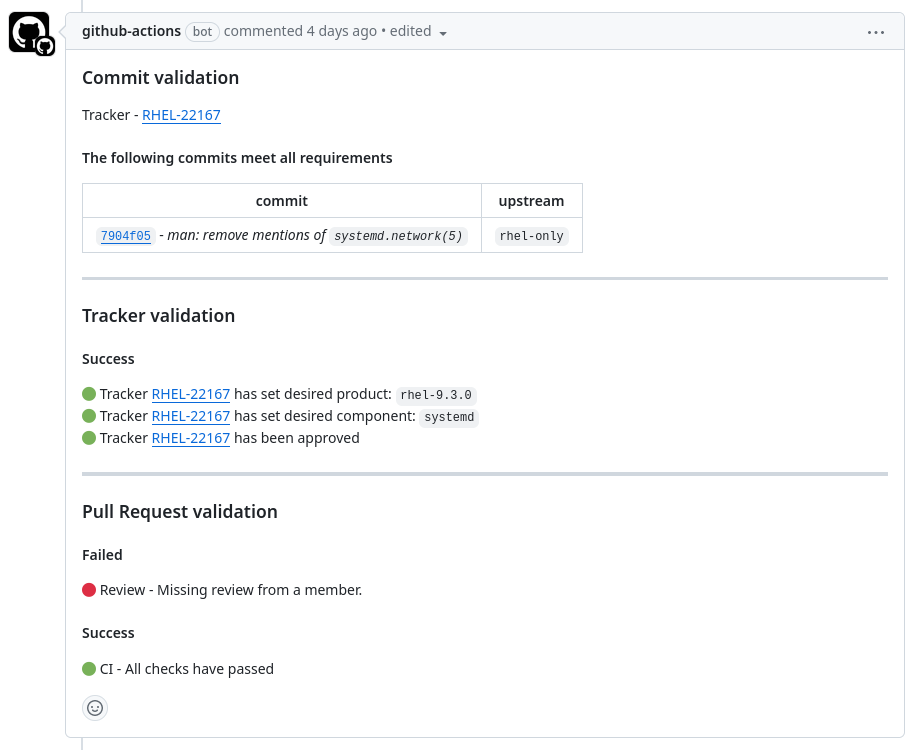 github-actions bot commented 4 days ago • edited
Commit validation
Tracker - RHEL-22167
The following commits meet all requirements
commit upstream
7904f05 - man: remove mentions of systemd.network(5) rhel-only
Tracker validation
Success
Tracker RHEL-22167 has set desired product: rhel-9.3.0
Tracker RHEL-22167 has set desired component: systemd
Tracker RHEL-22167 has been approved
Pull Request validation
Failed
Review - Missing review from a member.
Success
CI - All checks have passed